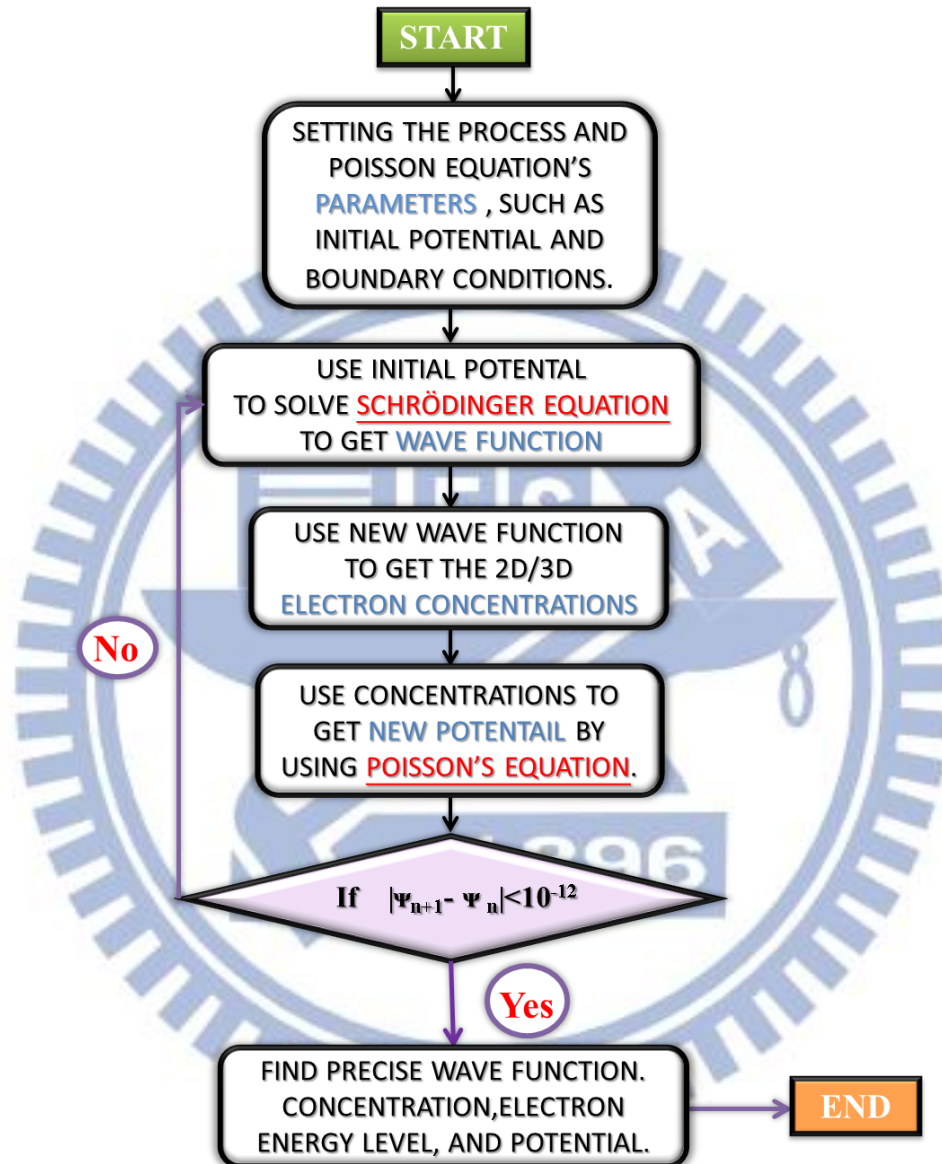 START
SETTING THE PROCESS AND
POISSON EQUATION'S
PARAMETERS , SUCH AS
INITIAL POTENTIAL AND
BOUNDARY CONDITIONS.
USE INITIAL POTENTAL
TO SOLVE SCHRÖDINGER EQUATION
TO GET WAVE FUNCTION
USE NEW WAVE FUNCTION
TO GET THE 2D/3D
ELECTRON CONCENTRATIONS
No
USE CONCENTRATIONS TO
GET NEW POTENTAIL BY
USING POISSON'S EQUATION.
If |Ψn+1- Ψ n|<10-12
Yes
FIND PRECISE WAVE FUNCTION.
CONCENTRATION,ELECTRON
ENERGY LEVEL, AND POTENTIAL.
END